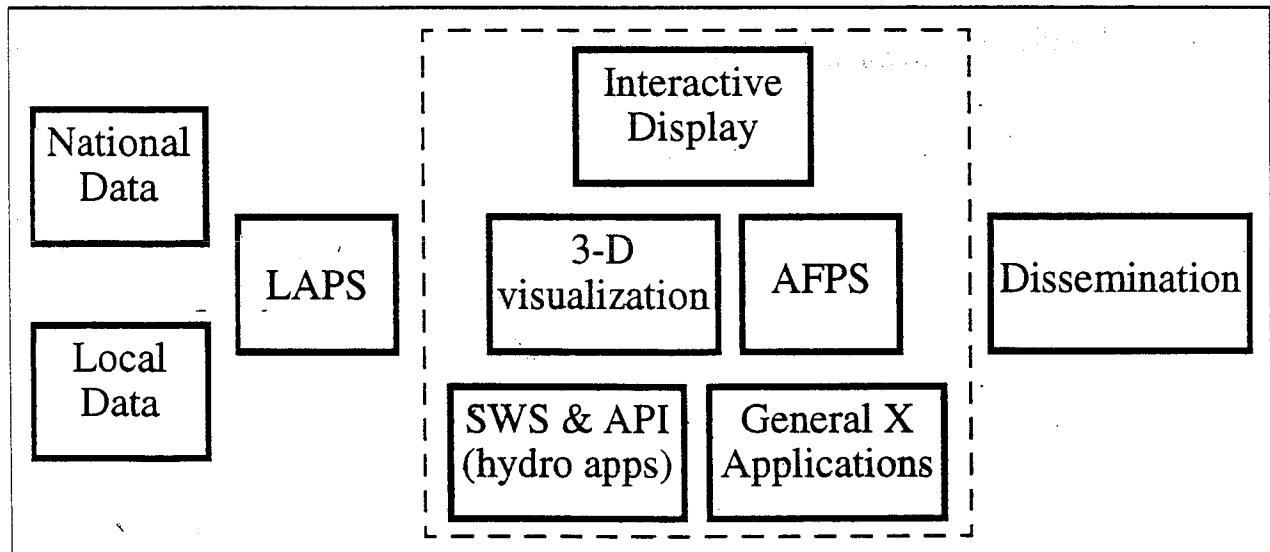 National
Data
Local
Data
LAPS
Interactive
Display
3-D
visualization
AFPS
SWS & API
(hydro apps)
General X
Applications
Dissemination